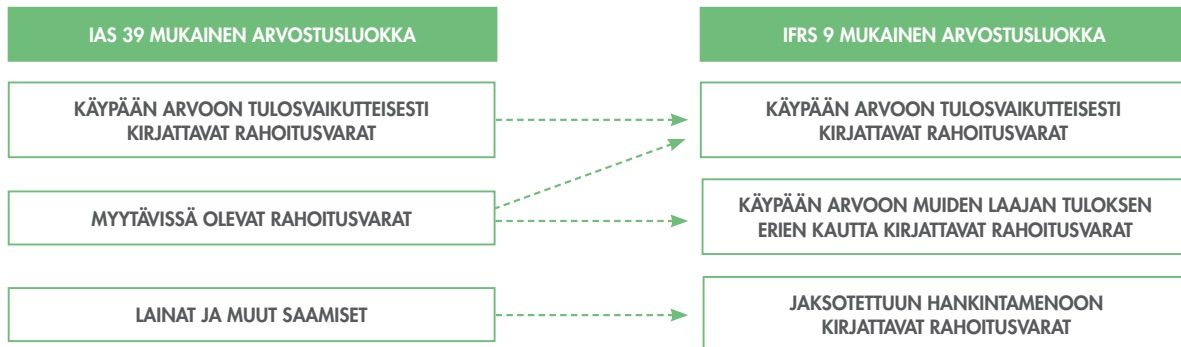 IAS 39 MUKAINEN ARVOSTUSLUOKKA
IFRS 9 MUKAINEN ARVOSTUSLUOKKA
KÄYPÄÄN ARVOON TULOSVAIKUTTEISESTI
KIRJATTAVAT RAHOITUSVARAT
KÄYPÄÄN ARVOON TULOSVAIKUTTEISESTI
KIRJATTAVAT RAHOITUSVARAT
MYYTÄVISSÄ OLEVAT RAHOITUSVARAT
KÄYPÄÄN ARVOON MUIDEN LAAJAN TULOKSEN
ERIEN KAUTTA KIRJATTAVAT RAHOITUSVARAT
LAINAT JA MUUT SAAMISET
JAKSOTETTUUN HANKINTAMENOON
KIRJATTAVAT RAHOITUSVARAT